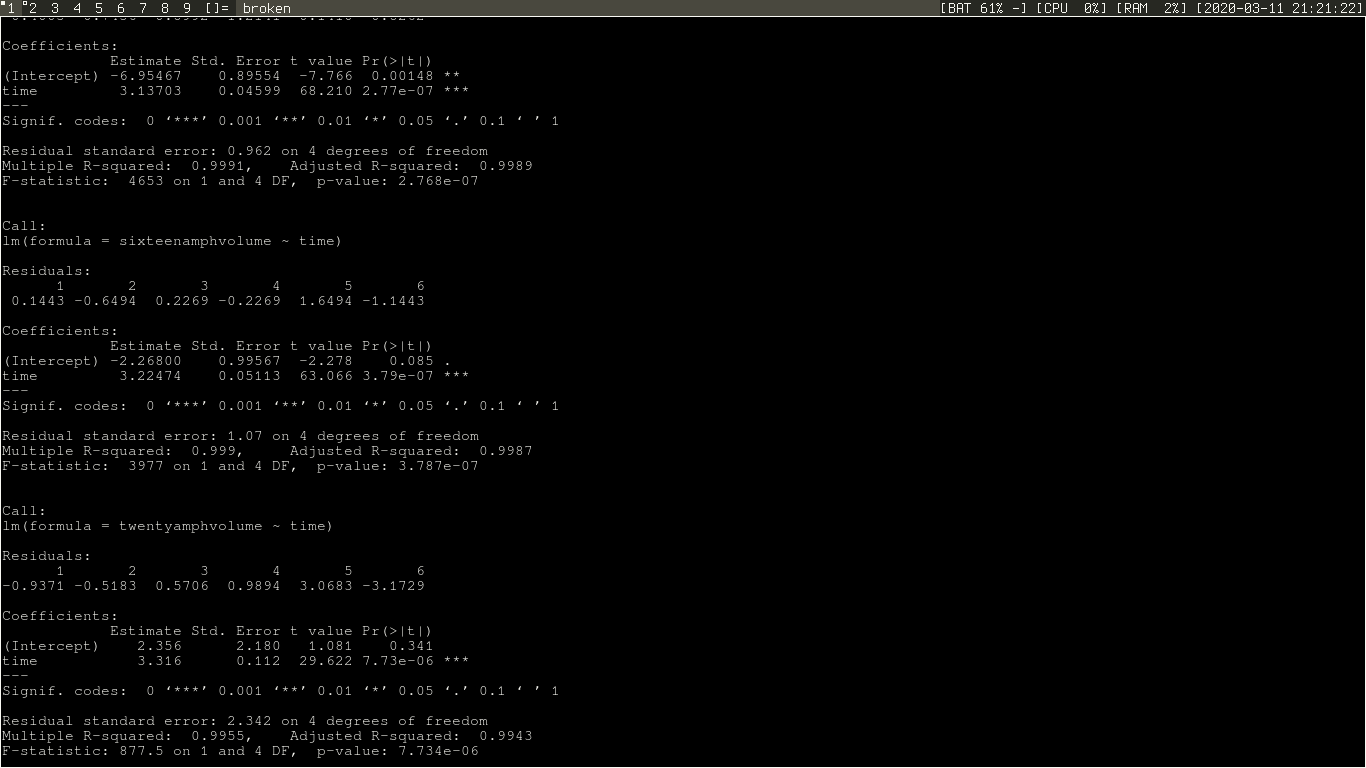 1 2 3 4 5 6 7 8 9 []= broken [BAT 61% -] [CPU 0%] [RAM 2%] [2020-03-11 21:21:22]
Coefficients:
            Estimate Std. Error t value Pr(>|t|)
(Intercept) -6.95467    0.89554  -7.766  0.00148 **
time         3.13703    0.04599  68.210 2.77e-07 ***
---
Signif. codes:  0 ‘***’ 0.001 ‘**’ 0.01 ‘*’ 0.05 ‘.’ 0.1 ‘ ’ 1
Residual standard error: 0.962 on 4 degrees of freedom
Multiple R-squared:  0.9991,    Adjusted R-squared:  0.9989
F-statistic:  4653 on 1 and 4 DF,  p-value: 2.768e-07
Call:
lm(formula = sixteenamphvolume ~ time)
Residuals:
      1       2       3       4       5       6
 0.1443 -0.6494  0.2269 -0.2269  1.6494 -1.1443
Coefficients:
            Estimate Std. Error t value Pr(>|t|)
(Intercept) -2.26800    0.99567  -2.278    0.085 .
time         3.22474    0.05113  63.066 3.79e-07 ***
---
Signif. codes:  0 ‘***’ 0.001 ‘**’ 0.01 ‘*’ 0.05 ‘.’ 0.1 ‘ ’ 1
Residual standard error: 1.07 on 4 degrees of freedom
Multiple R-squared:  0.999,     Adjusted R-squared:  0.9987
F-statistic:  3977 on 1 and 4 DF,  p-value: 3.787e-07
Call:
lm(formula = twentyamphvolume ~ time)
Residuals:
      1       2       3       4       5       6
-0.9371 -0.5183  0.5706  0.9894  3.0683 -3.1729
Coefficients:
            Estimate Std. Error t value Pr(>|t|)
(Intercept)    2.356      2.180   1.081    0.341
time           3.316      0.112  29.622 7.73e-06 ***
---
Signif. codes:  0 ‘***’ 0.001 ‘**’ 0.01 ‘*’ 0.05 ‘.’ 0.1 ‘ ’ 1
Residual standard error: 2.342 on 4 degrees of freedom
Multiple R-squared:  0.9955,    Adjusted R-squared:  0.9943
F-statistic: 877.5 on 1 and 4 DF,  p-value: 7.734e-06